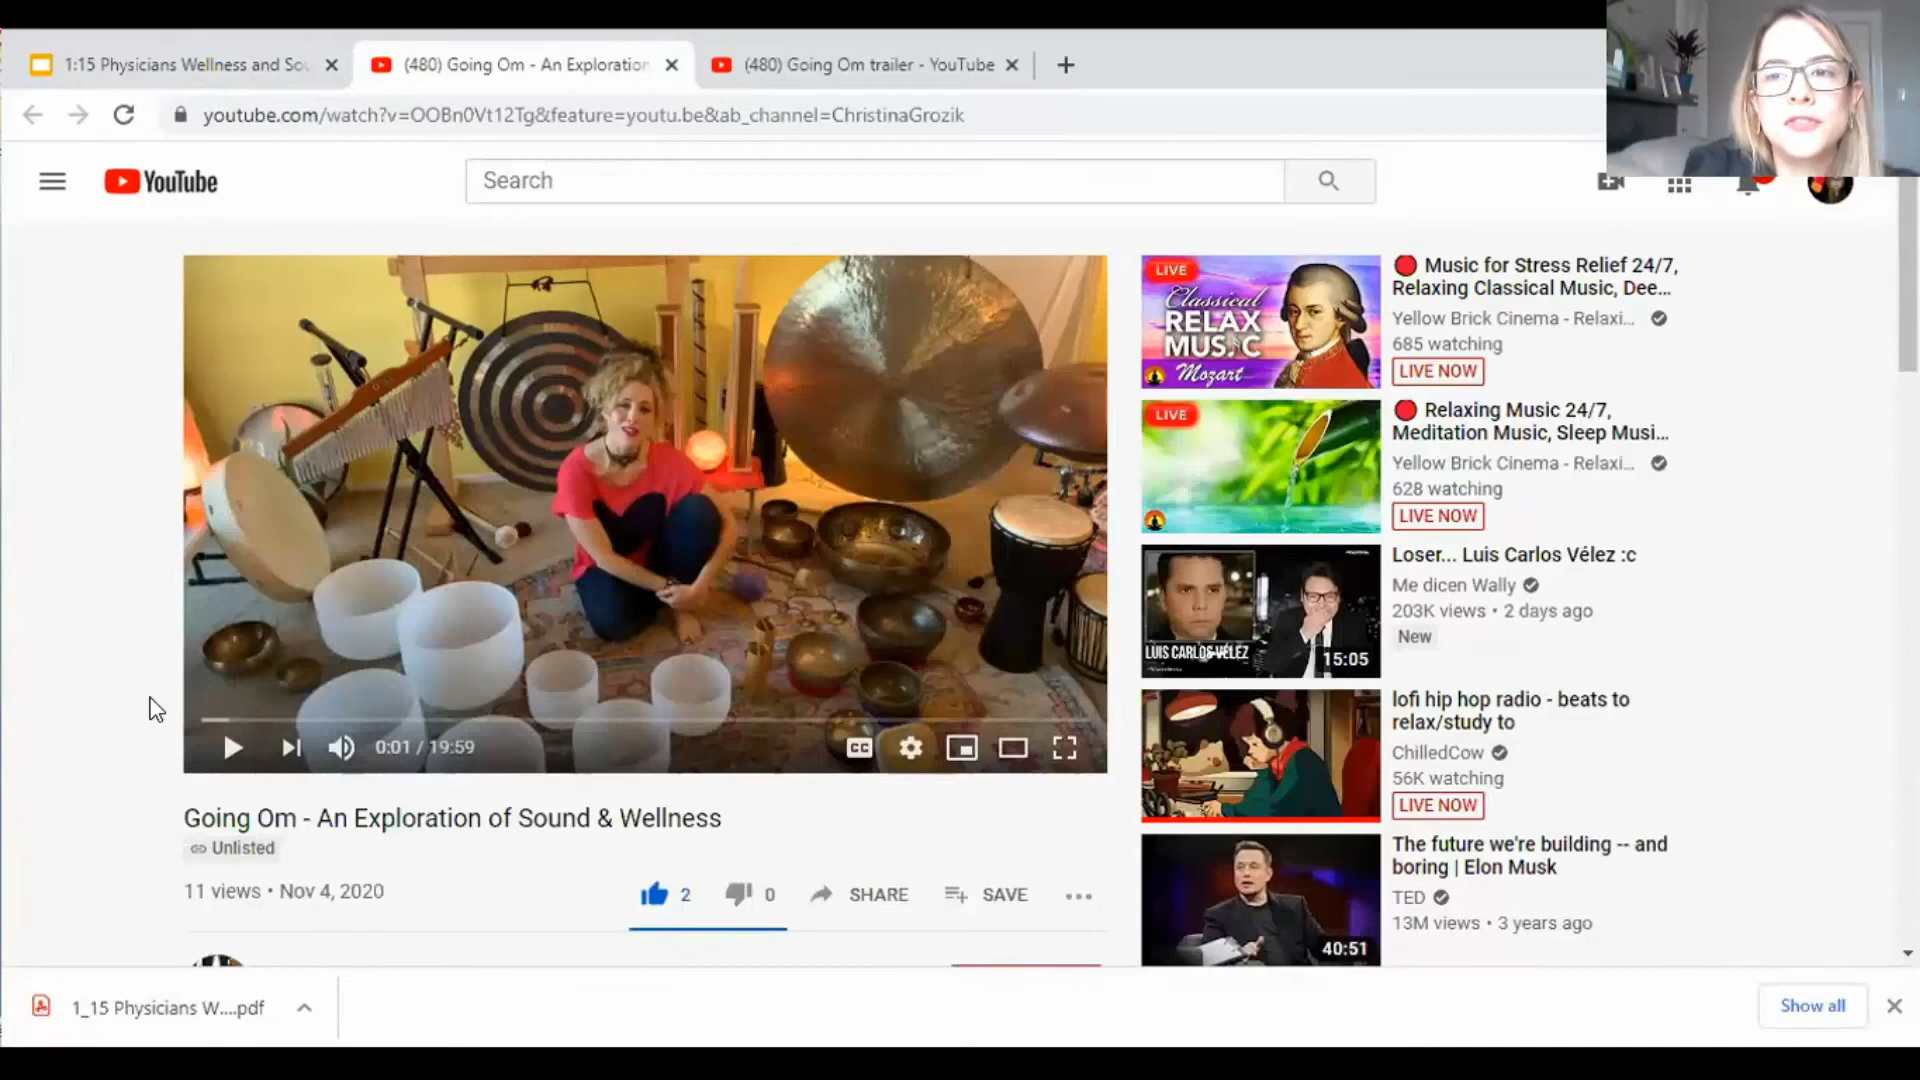 1:15 Physicians Wellness and Sou
(480) Going Om - An Exploration
(480) Going Om trailer - YouTube
youtube.com/watch?v=OOBn0Vt12Tg&feature=youtu.be&ab_channel=ChristinaGrozik
YouTube
Search
0:01 / 19:59
CC
Going Om - An Exploration of Sound & Wellness
Unlisted
11 views • Nov 4, 2020
2
0
SHARE
SAVE
LIVE
Classical
RELAX
MUSIC
Mozart
Music for Stress Relief 24/7,
Relaxing Classical Music, Dee...
Yellow Brick Cinema - Relaxi...
685 watching
LIVE NOW
LIVE
Relaxing Music 24/7,
Meditation Music, Sleep Musi...
Yellow Brick Cinema - Relaxi...
628 watching
LIVE NOW
LUIS CARLOS VÉLEZ
15:05
Loser... Luis Carlos Vélez :c
Me dicen Wally
203K views • 2 days ago
New
lofi hip hop radio - beats to
relax/study to
ChilledCow
56K watching
LIVE NOW
40:51
The future we're building -- and
boring | Elon Musk
TED
13M views • 3 years ago
1_15 Physicians W....pdf
Show all